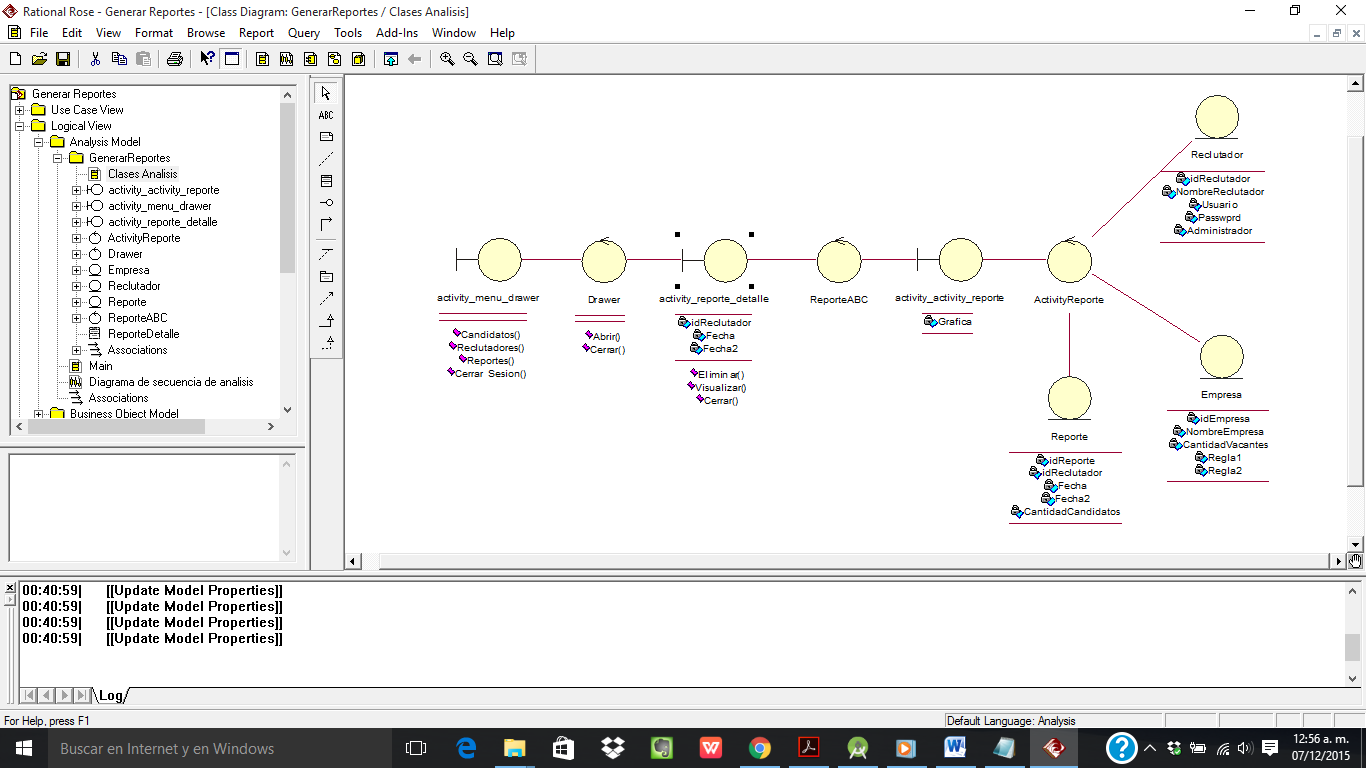 Rational Rose - Generar Reportes - [Class Diagram: GenerarReportes / Clases Analisis]
File Edit View Format Browse Report Query Tools Add-Ins Window Help
Generar Reportes
Use Case View
Logical View
Analysis Model
GenerarReportes
Clases Analisis
activity_activity_reporte
activity_menu_drawer
activity_reporte_detalle
ActivityReporte
Drawer
Empresa
Reclutador
Reporte
ReporteABC
ReporteDetalle
Associations
Main
Diagrama de secuencia de analisis
Associations
Business Object Model
ABC
activity_menu_drawer
Candidatos()
Reclutadores()
Reportes()
Cerrar Sesion()
Drawer
Abrir()
Cerrar()
activity_reporte_detalle
idReclutador
Fecha
Fecha2
Eliminar()
Visualizar()
Cerrar()
ReporteABC
activity_activity_reporte
Grafica
ActivityReporte
Reclutador
idReclutador
NombreReclutador
Usuario
Passwprd
Administrador
Reporte
idReporte
idReclutador
Fecha
Fecha2
CantidadCandidatos
Empresa
idEmpresa
NombreEmpresa
CantidadVacantes
Regla1
Regla2
00:40:59| [[Update Model Properties]]
00:40:59| [[Update Model Properties]]
00:40:59| [[Update Model Properties]]
00:40:59| [[Update Model Properties]]
Log
For Help, press F1
Default Language: Analysis
Buscar en Internet y en Windows
12:56 a. m.
07/12/2015